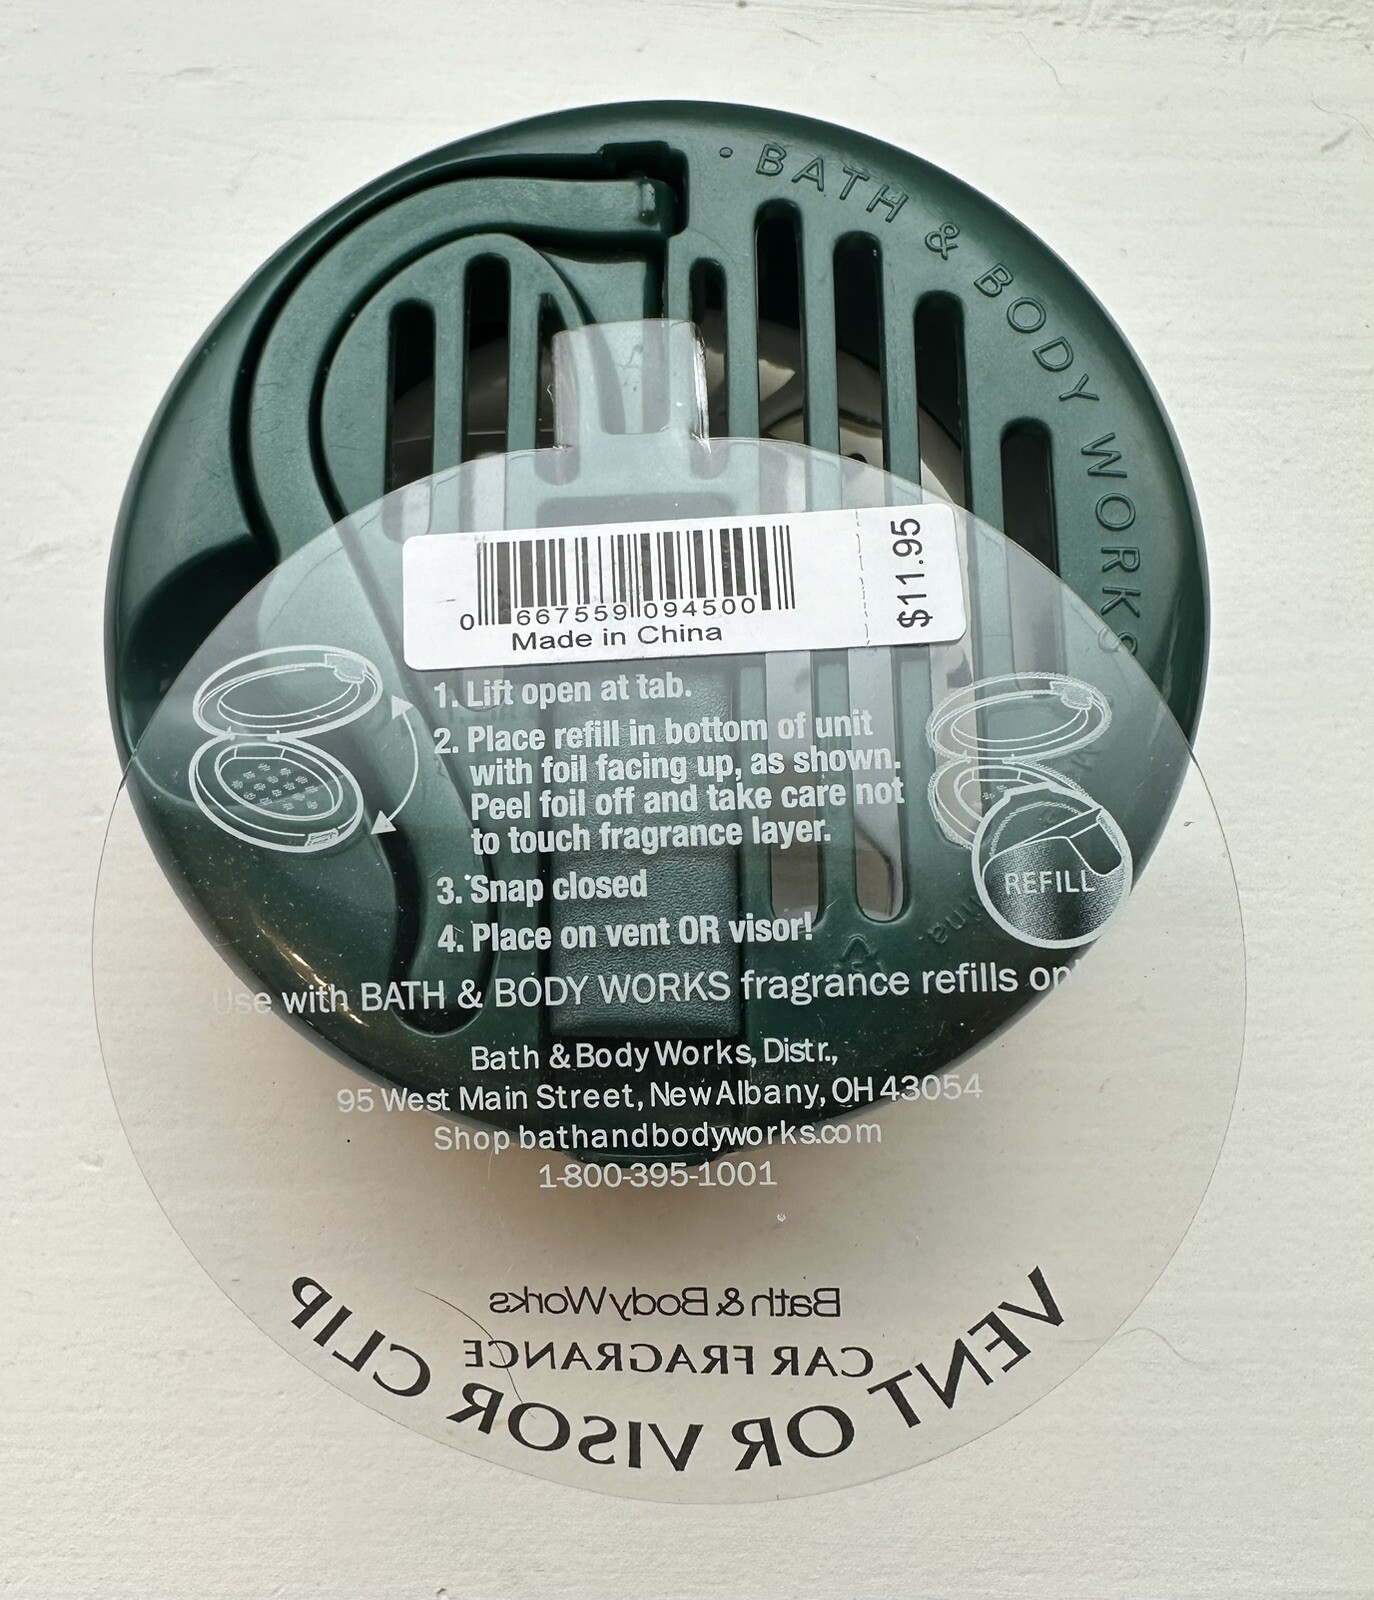 • BATH & BODY WORKS
0 667559 094500
Made in China
$11.95
1. Lift open at tab.
2. Place refill in bottom of unit
with foil facing up, as shown.
Peel foil off and take care not
to touch fragrance layer.
3. Snap closed
4. Place on vent OR visor!
REFILL
Use with BATH & BODY WORKS fragrance refills only
Bath & Body Works, Distr.,
95 West Main Street, New Albany, OH 43054
Shop bathandbodyworks.com
1-800-395-1001
Bath & Body Works
CAR FRAGRANCE
VENT OR VISOR CLIP